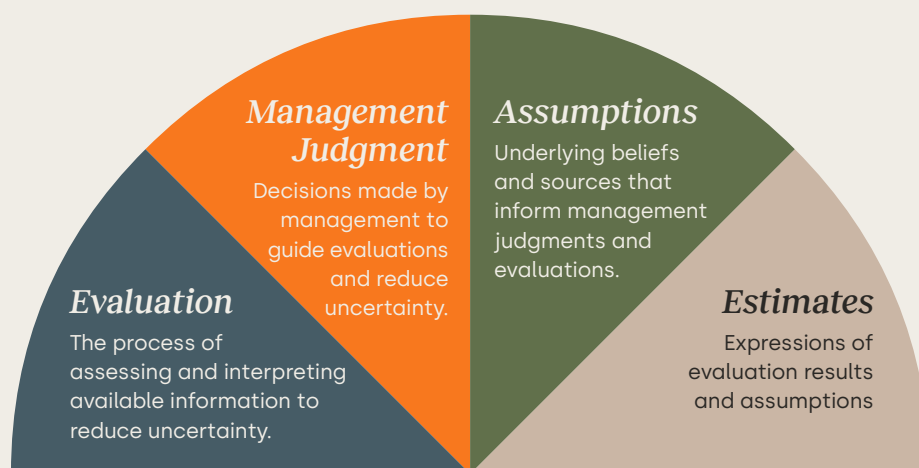 Management
Judgment
Decisions made by
management to
guide evaluations
and reduce
uncertainty.
Assumptions
Underlying beliefs
and sources that
inform management
judgments and
evaluations.
Evaluation
The process of
assessing and interpreting
available information to
reduce uncertainty.
Estimates
Expressions of
evaluation results
and assumptions